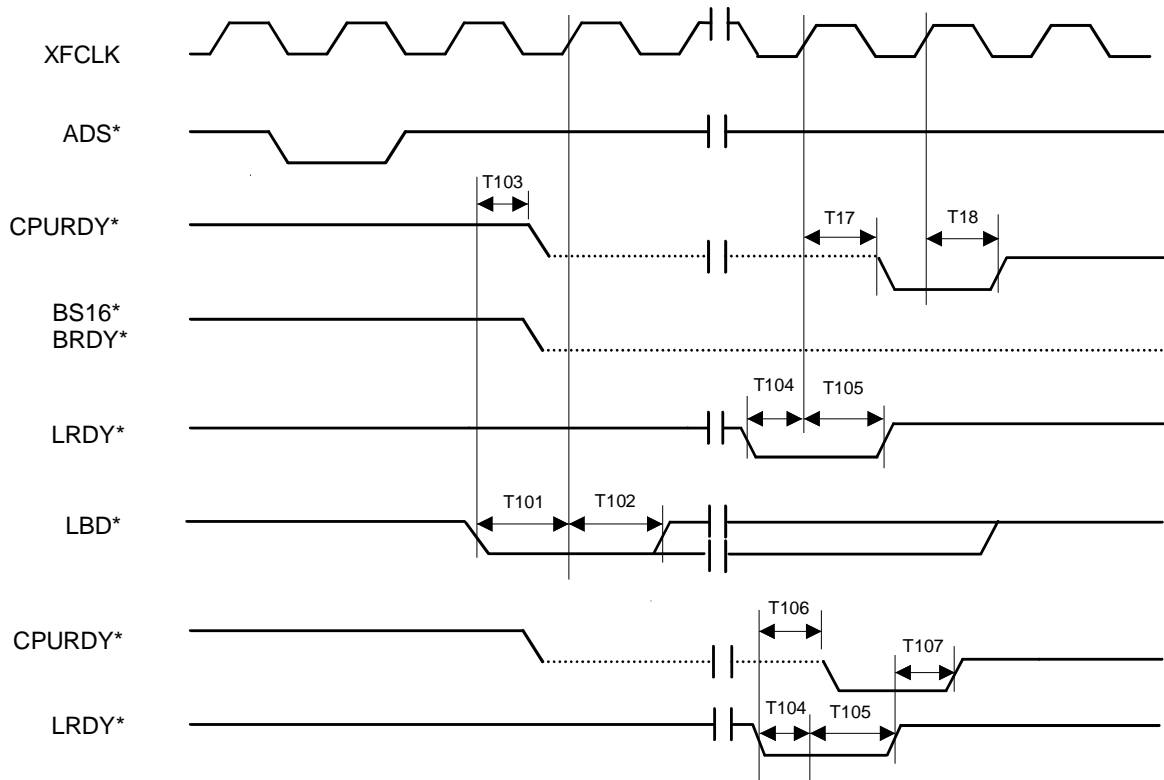 XFCLK
ADS*
T103
CPURDY*
T17
T18
BS16*
BRDY*
T104
T105
LRDY*
T101
T102
LBD*
T106
CPURDY*
T107
T104
T105
LRDY*